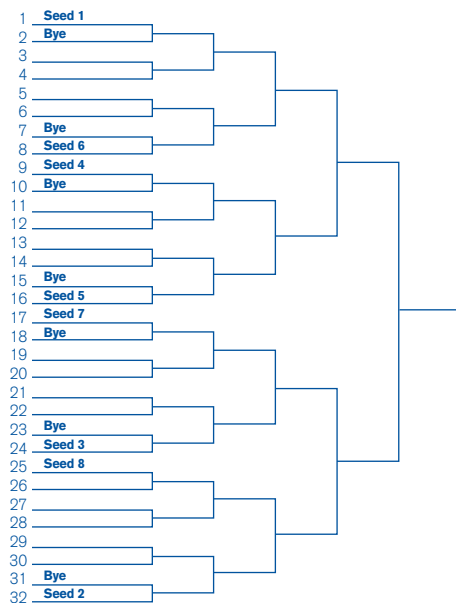 1 Seed 1
2 Bye
3
4
5
6
7 Bye
8 Seed 6
9 Seed 4
10 Bye
11
12
13
14
15 Bye
16 Seed 5
17 Seed 7
18 Bye
19
20
21
22
23 Bye
24 Seed 3
25 Seed 8
26
27
28
29
30
31 Bye
32 Seed 2